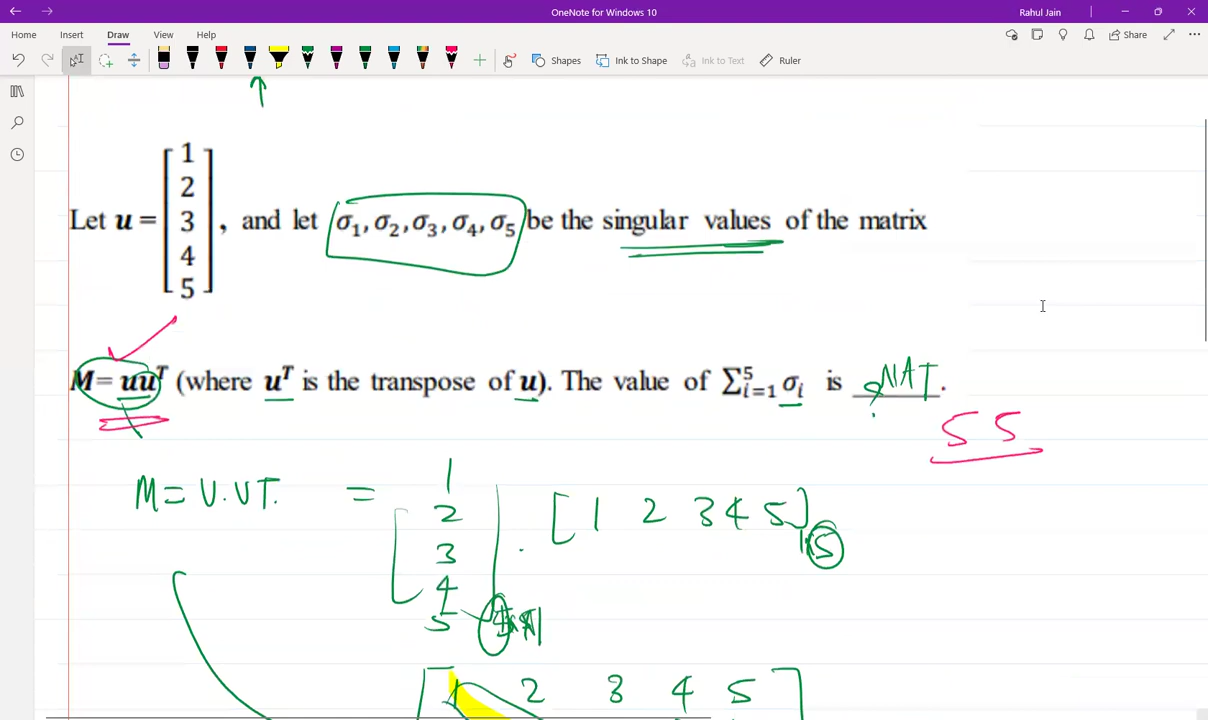 OneNote for Windows 10
Rahul Jain
Home Insert Draw View Help
Share
Shapes Ink to Shape Ink to Text Ruler
Let u = [ 1 2 3 4 5 ] , and let σ1, σ2, σ3, σ4, σ5 be the singular values of the matrix
M = uu^T (where u^T is the transpose of u). The value of ∑_{i=1}^5 σi is ____.
NAT
55
M = U.UT. = [ 1 2 3 4 5 ] . [ 1 2 3 4 5 ]
1 2 3 4 5